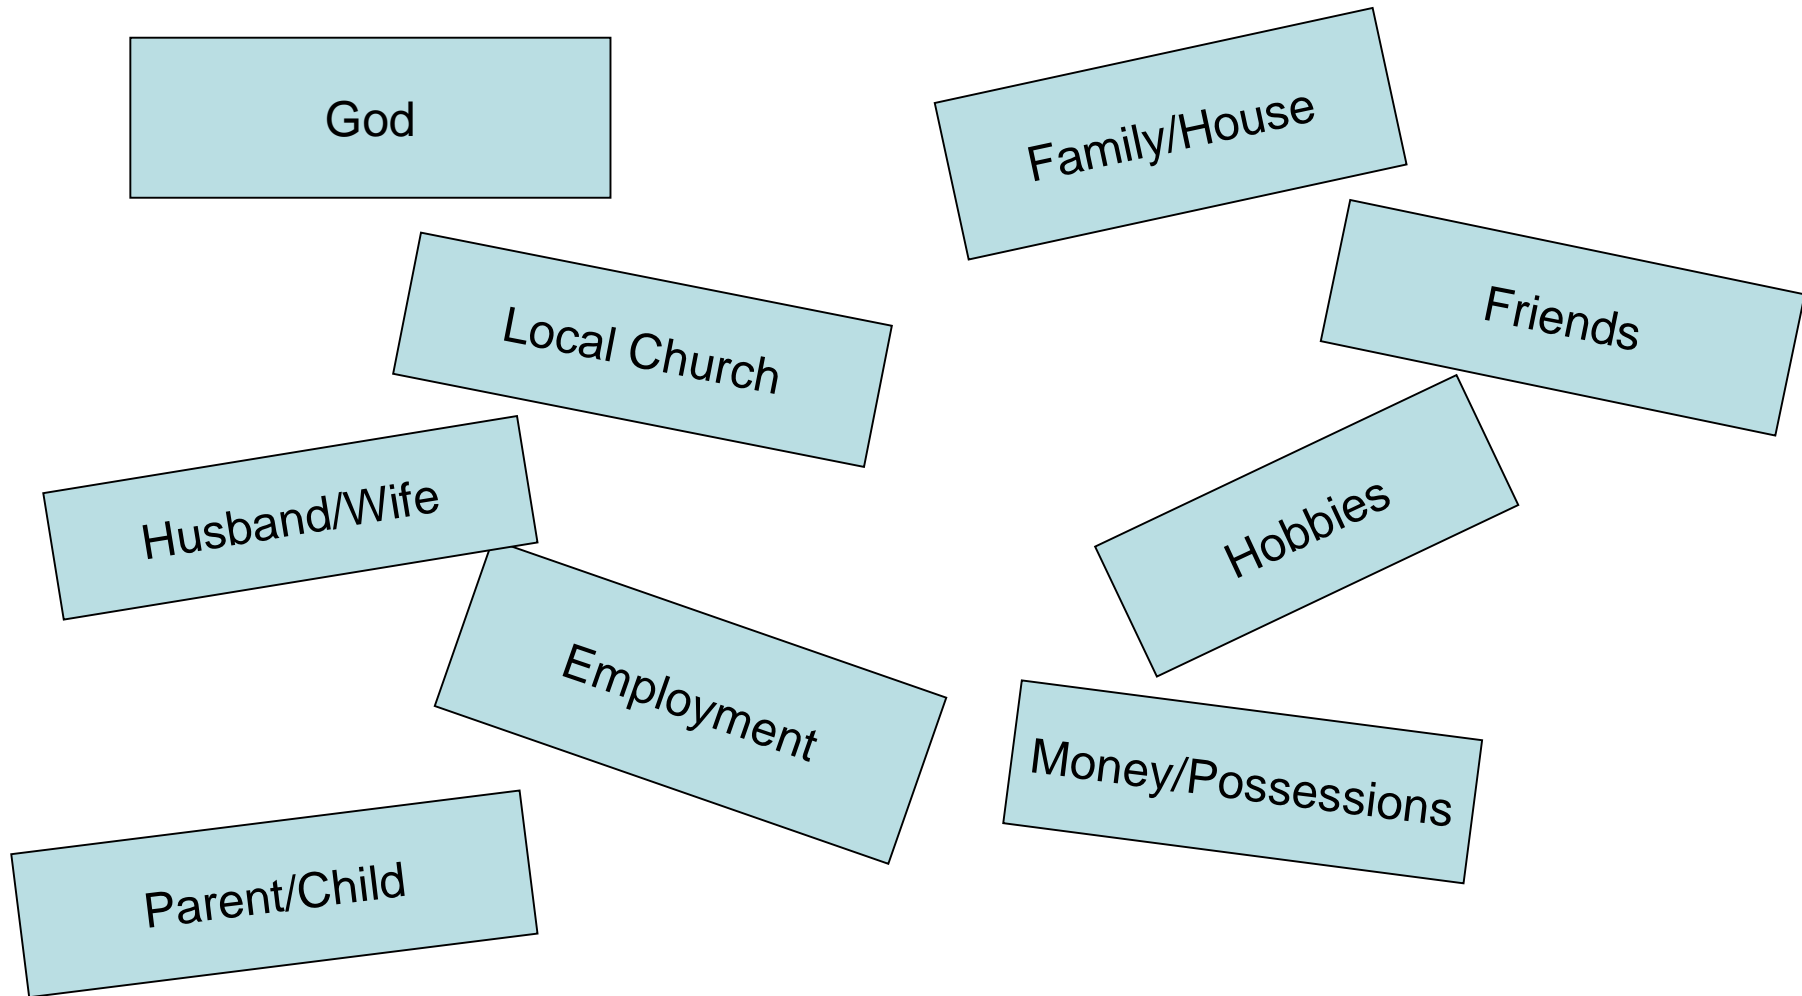 God
Family/House
Local Church
Friends
Husband/Wife
Hobbies
Employment
Money/Possessions
Parent/Child